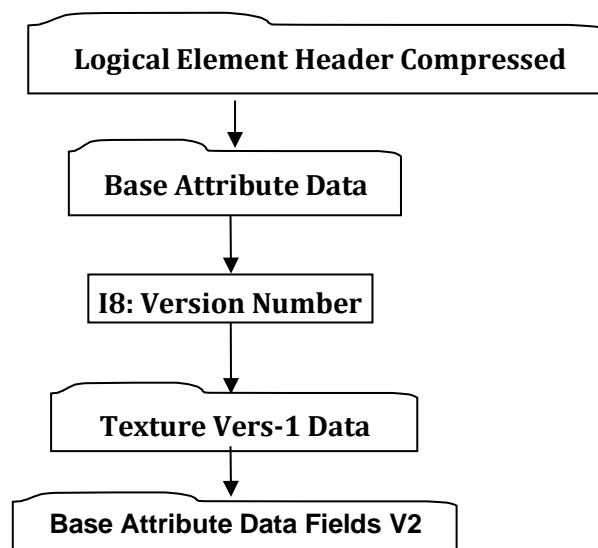 Logical Element Header Compressed
Base Attribute Data
I8: Version Number
Texture Vers-1 Data
Base Attribute Data Fields V2